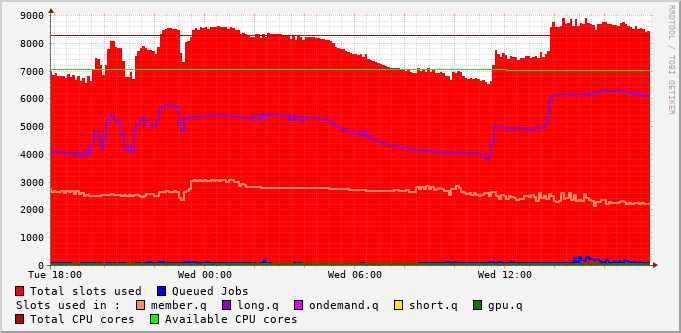 9000
8000
7000
6000
5000
4000
3000
2000
1000
0
Tue 18:00 Wed 00:00 Wed 06:00 Wed 12:00
Total slots used Queued Jobs
Slots used in : member.q long.q ondemand.q short.q gpu.q
Total CPU cores Available CPU cores
RRDTOOL / TOBI OETIKER